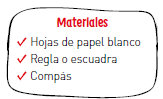 Materiales
✓ Hojas de papel blanco
✓ Regla o escuadra
✓ Compás